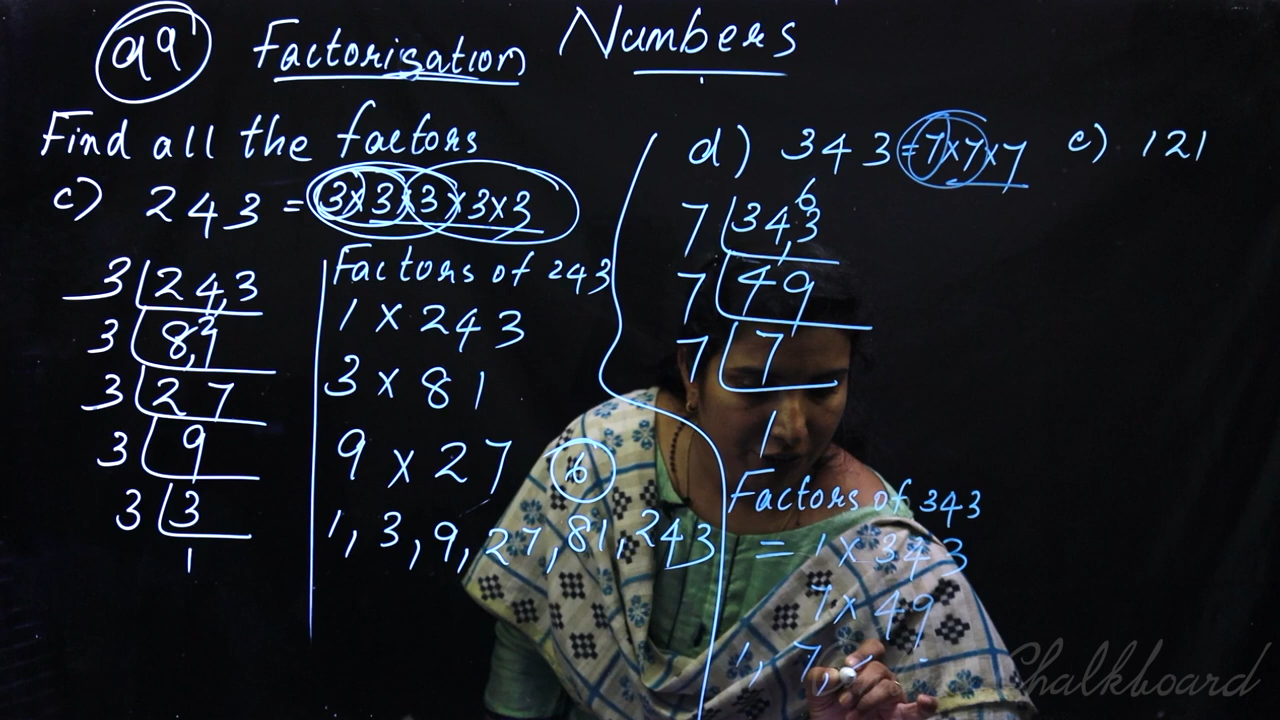 Q9 Factorisation Numbers
Find all the factors
c) 243 = 3×3×3×3×3
3 | 243
3 | 81
3 | 27
3 | 9
3 | 3
1
Factors of 243
1 × 243
3 × 81
9 × 27
6
1, 3, 9, 27, 81, 243
d) 343 = 7×7×7
7 | 343
7 | 49
7 | 7
1
Factors of 343
= 1 × 343
7 × 49
1, 7,
e) 121
Chalkboard